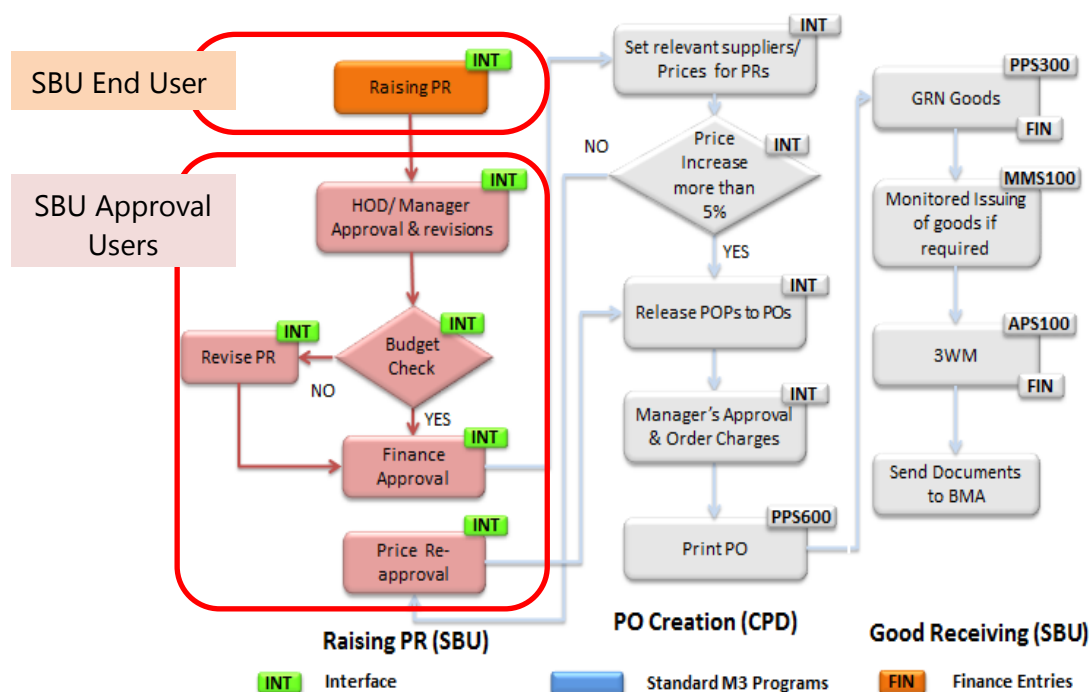 SBU End User
INT
Raising PR
SBU Approval
Users
INT
HOD/ Manager
Approval & revisions
INT
Budget
Check
INT
Revise PR
NO
YES
INT
Finance
Approval
INT
Price Re-
approval
Raising PR (SBU)
INT
Set relevant suppliers/
Prices for PRs
INT
Price
Increase
more than
5%
NO
YES
INT
Release POPs to POs
INT
Manager's Approval
& Order Charges
PPS600
Print PO
PO Creation (CPD)
PPS300
GRN Goods
FIN
MMS100
Monitored Issuing
of goods if
required
APS100
3WM
FIN
Send Documents
to BMA
Good Receiving (SBU)
INT Interface
Standard M3 Programs
FIN Finance Entries